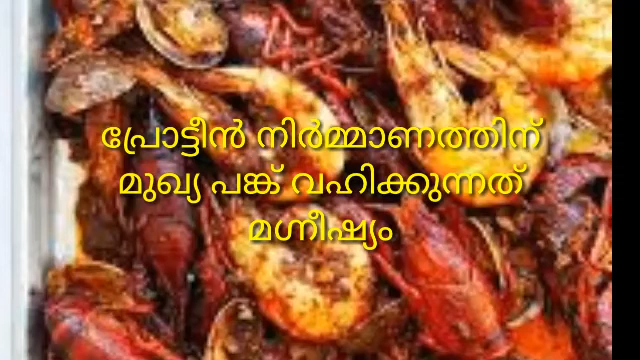 പ്രോട്ടീൻ നിർമ്മാണത്തിന്
മുഖ്യ പങ്ക് വഹിക്കുന്നത്
മഗ്നീഷ്യം